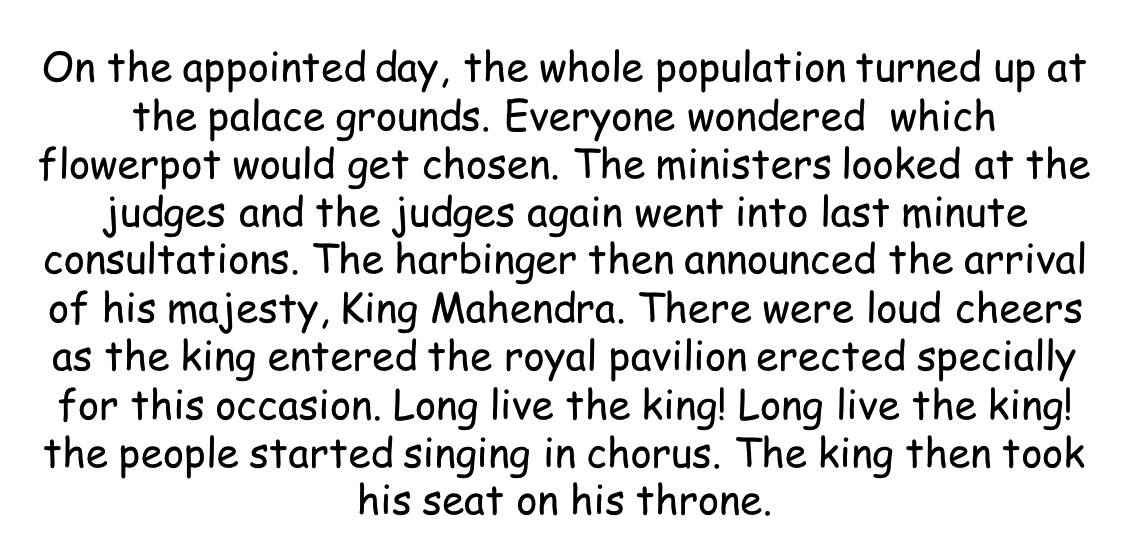 On the appointed day, the whole population turned up at
the palace grounds. Everyone wondered  which
flowerpot would get chosen. The ministers looked at the
judges and the judges again went into last minute
consultations. The harbinger then announced the arrival
of his majesty, King Mahendra. There were loud cheers
as the king entered the royal pavilion erected specially
for this occasion. Long live the king! Long live the king!
the people started singing in chorus. The king then took
his seat on his throne.